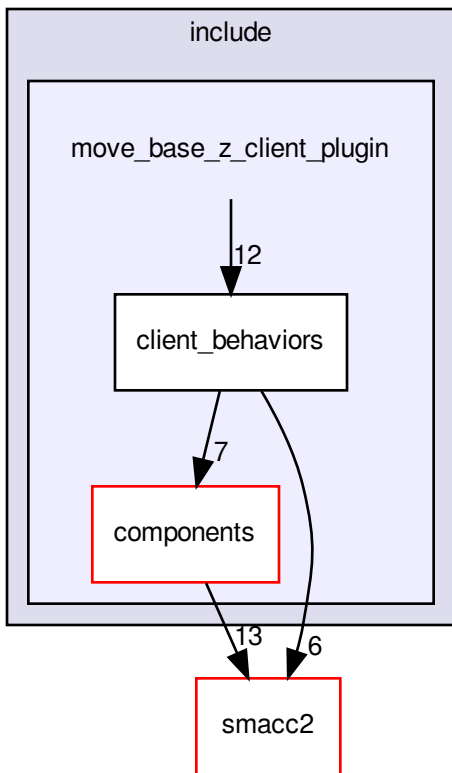 include
move_base_z_client_plugin
12
client_behaviors
7
components
13
6
smacc2